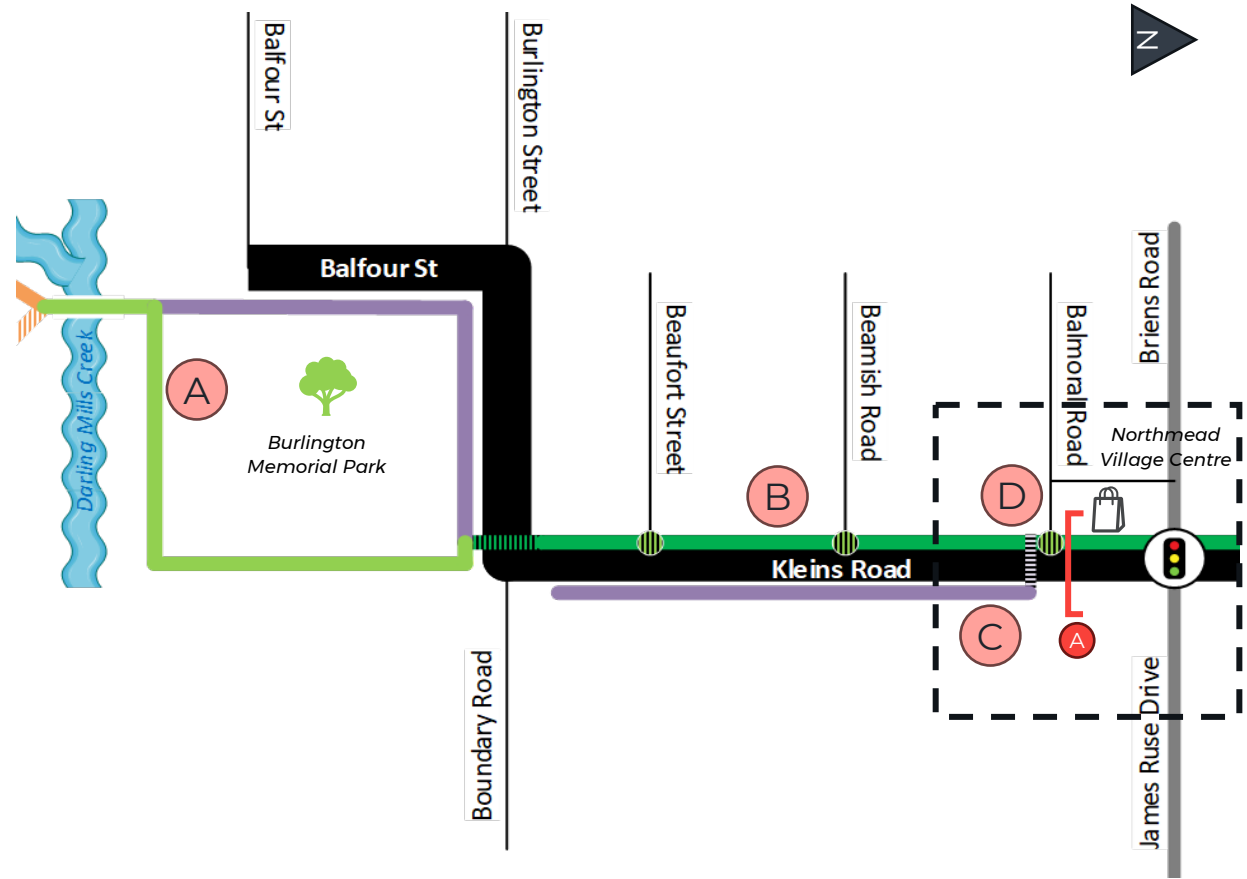 N
Balfour St
Burlington Street
Balfour St
Beaufort Street
Beamish Road
Balmoral Road
Briens Road
Darling Mills Creek
A
Burlington
Memorial Park
B
D
Northmead
Village Centre
Kleins Road
C
A
Boundary Road
James Ruse Drive